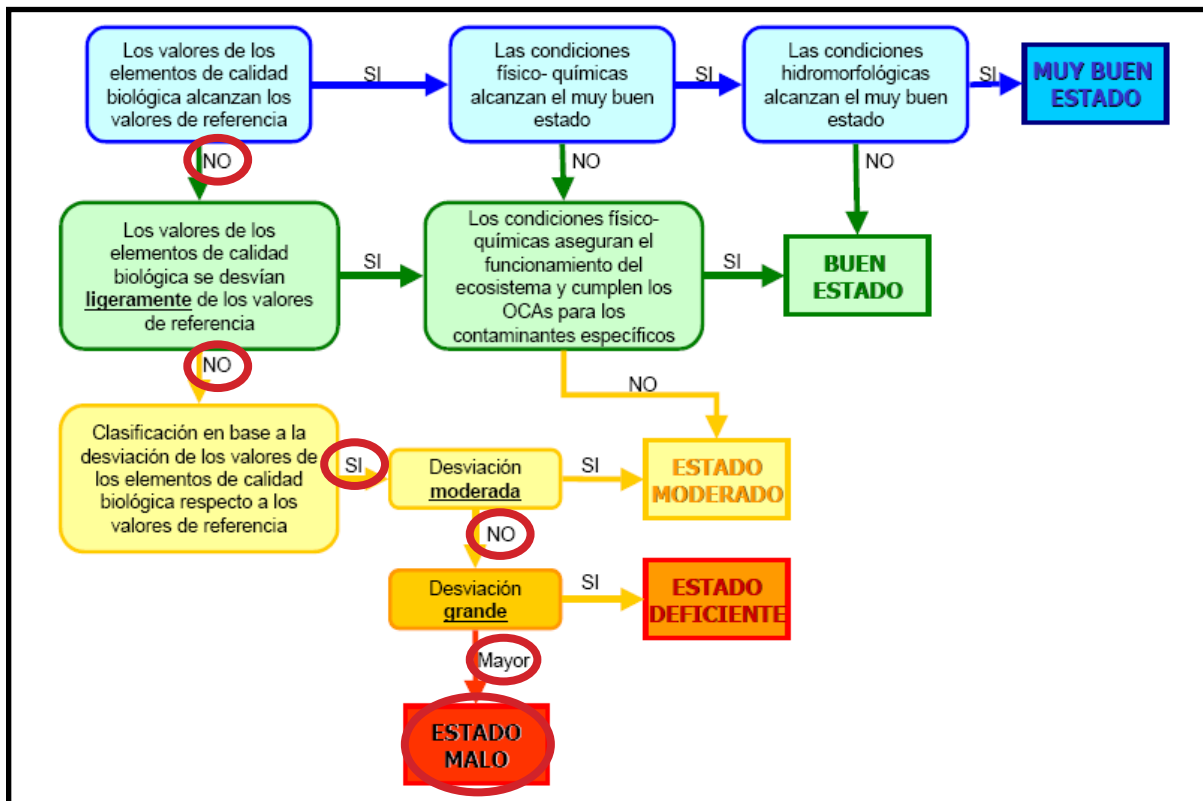 Los valores de los
elementos de calidad
biológica alcanzan los
valores de referencia
SI
Las condiciones
físico- químicas
alcanzan el muy buen
estado
SI
Las condiciones
hidromorfológicas
alcanzan el muy buen
estado
SI
MUY BUEN
ESTADO
NO
NO
NO
Los valores de los
elementos de calidad
biológica se desvían
ligeramente de los valores
de referencia
SI
Los condiciones físico-
químicas aseguran el
funcionamiento del
ecosistema y cumplen los
OCAs para los
contaminantes específicos
SI
BUEN
ESTADO
NO
NO
Clasificación en base a la
desviación de los valores de
los elementos de calidad
biológica respecto a los
valores de referencia
SI
Desviación
moderada
SI
ESTADO
MODERADO
NO
Desviación
grande
SI
ESTADO
DEFICIENTE
Mayor
ESTADO
MALO